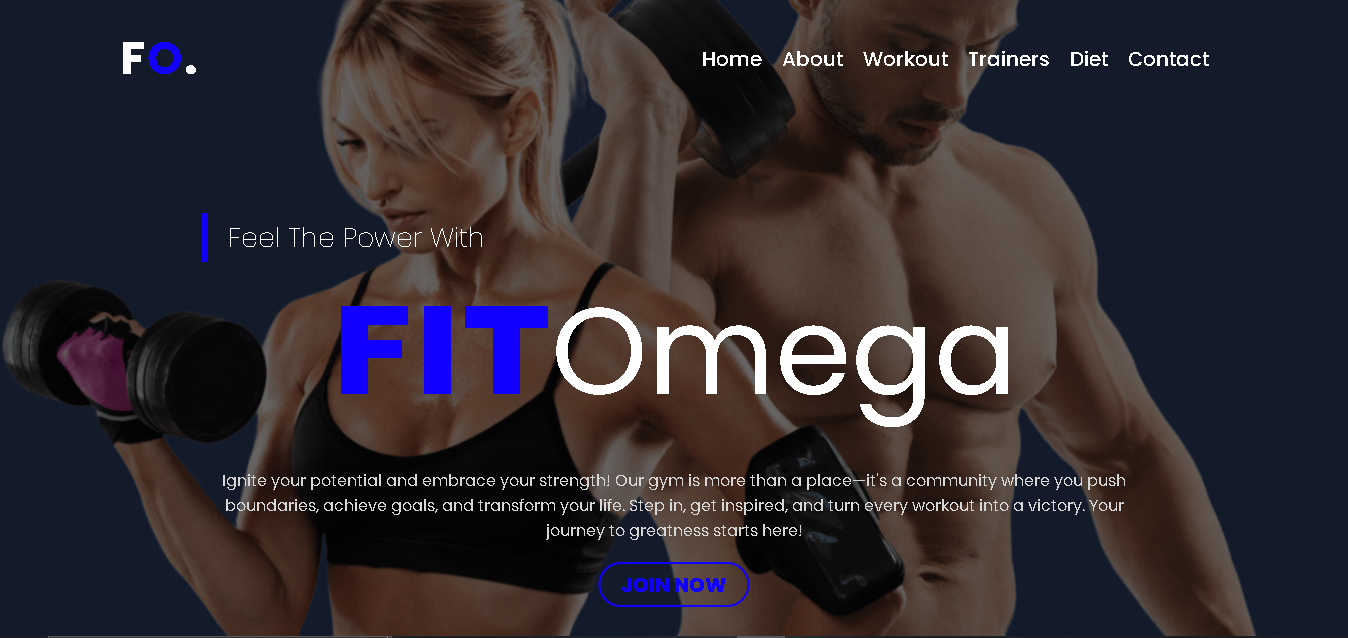 FO.
Home About Workout Trainers Diet Contact
Feel The Power With
FITOmega
Ignite your potential and embrace your strength! Our gym is more than a place—it's a community where you push
boundaries, achieve goals, and transform your life. Step in, get inspired, and turn every workout into a victory. Your
journey to greatness starts here!
JOIN NOW